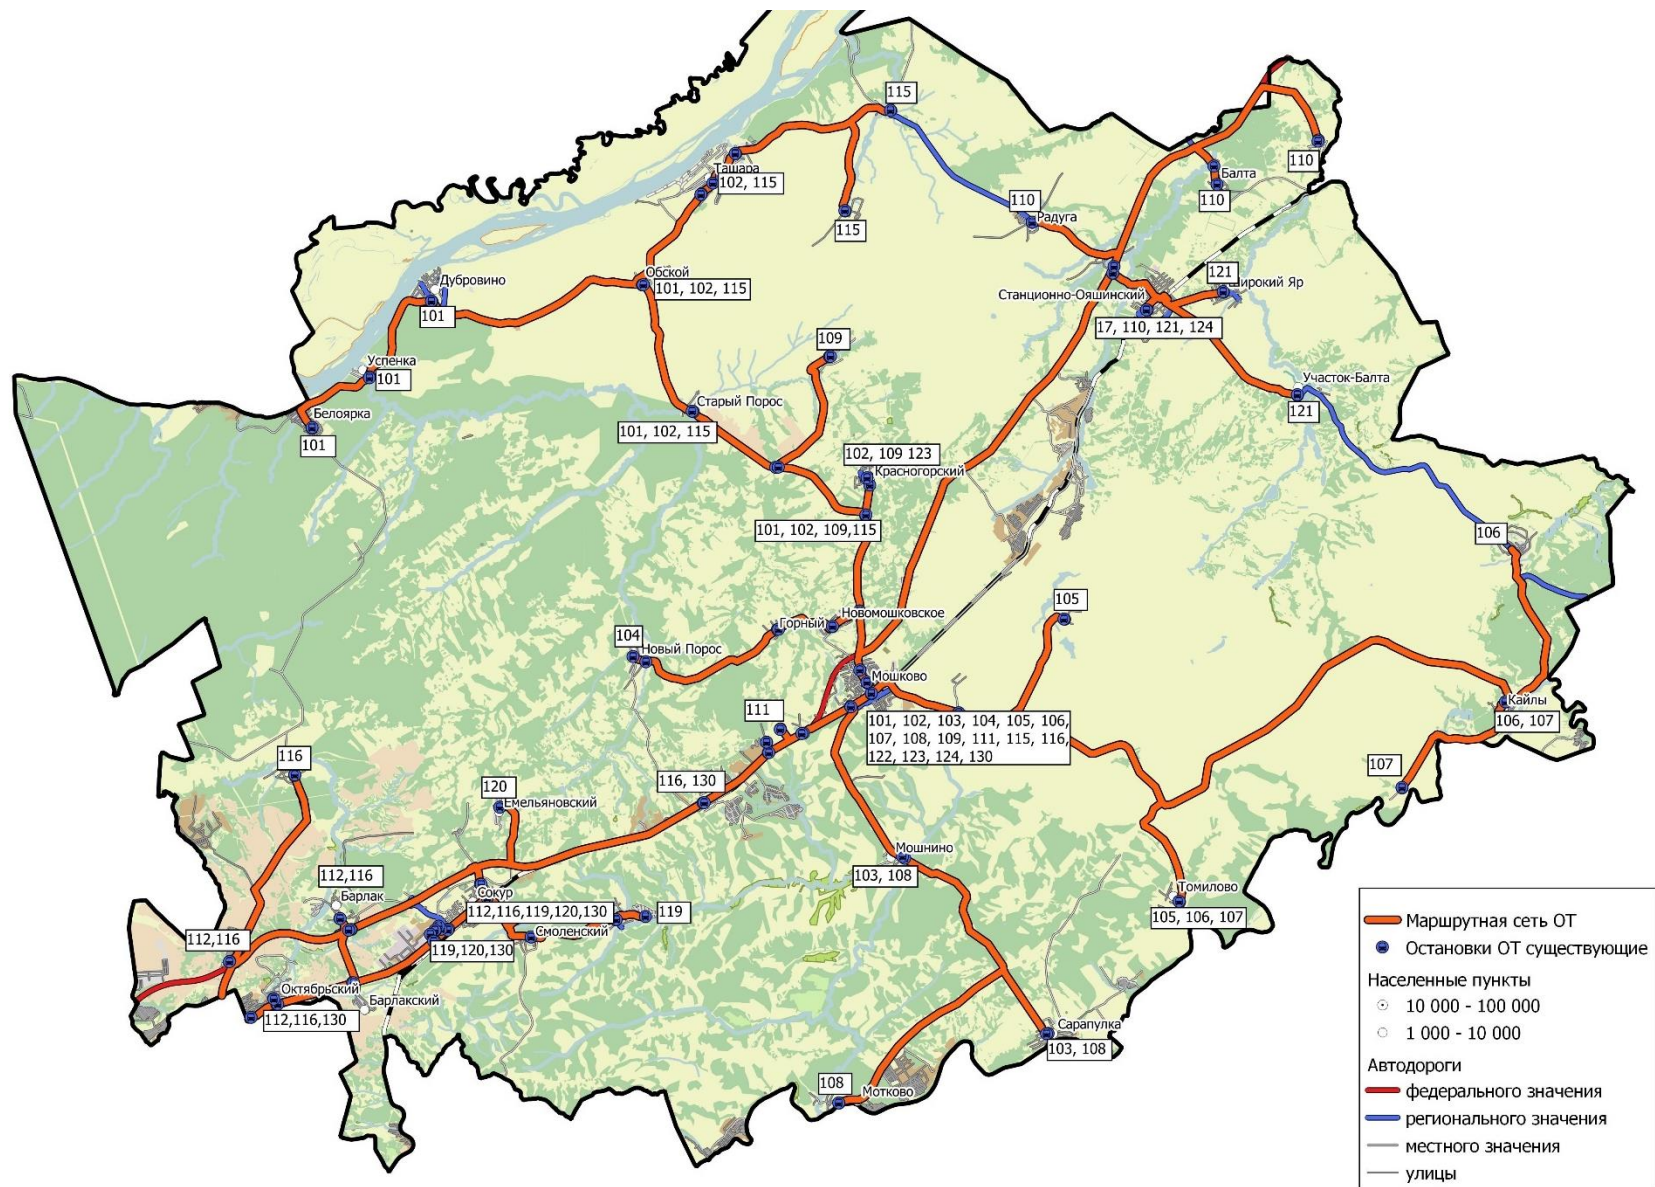 115
110
Ташара
102, 115
Балта
110
115
110
Радуга
Обской
101, 102, 115
Дубровино
101
121
Широкий Яр
Станционно-Ояшинский
17, 110, 121, 124
109
Успенка
101
Участок-Балта
121
Белоярка
101
Старый Порос
101, 102, 115
102, 109 123
Красногорский
101, 102, 109,115
106
105
Новомошковское
Горный
104
Новый Порос
Мошково
101, 102, 103, 104, 105, 106,
107, 108, 109, 111, 115, 116,
122, 123, 124, 130
Кайлы
106, 107
111
116
116, 130
107
120
Емельяновский
Мошнино
103, 108
112,116
Барлак
Сокур
112,116,119,120,130
119
Томилово
105, 106, 107
112,116
Смоленский
119,120,130
Октябрьский
Барлакский
112,116,130
Сарапулка
103, 108
108
Мотково
Маршрутная сеть ОТ
Остановки ОТ существующие
Населенные пункты
10 000 - 100 000
1 000 - 10 000
Автодороги
федерального значения
регионального значения
местного значения
улицы